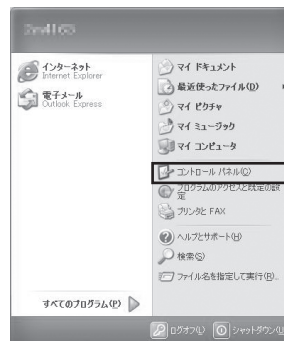 インターネット
Internet Explorer
電子メール
Outlook Express
すべてのプログラム(P)
マイ ドキュメント
最近使ったファイル(D)
マイ ピクチャ
マイ ミュージック
マイ コンピュータ
コントロール パネル(C)
プログラムのアクセスと既定の設
定
プリンタと FAX
ヘルプとサポート(H)
検索(S)
ファイル名を指定して実行(R)...
ログオフ(L)
シャットダウン(U)